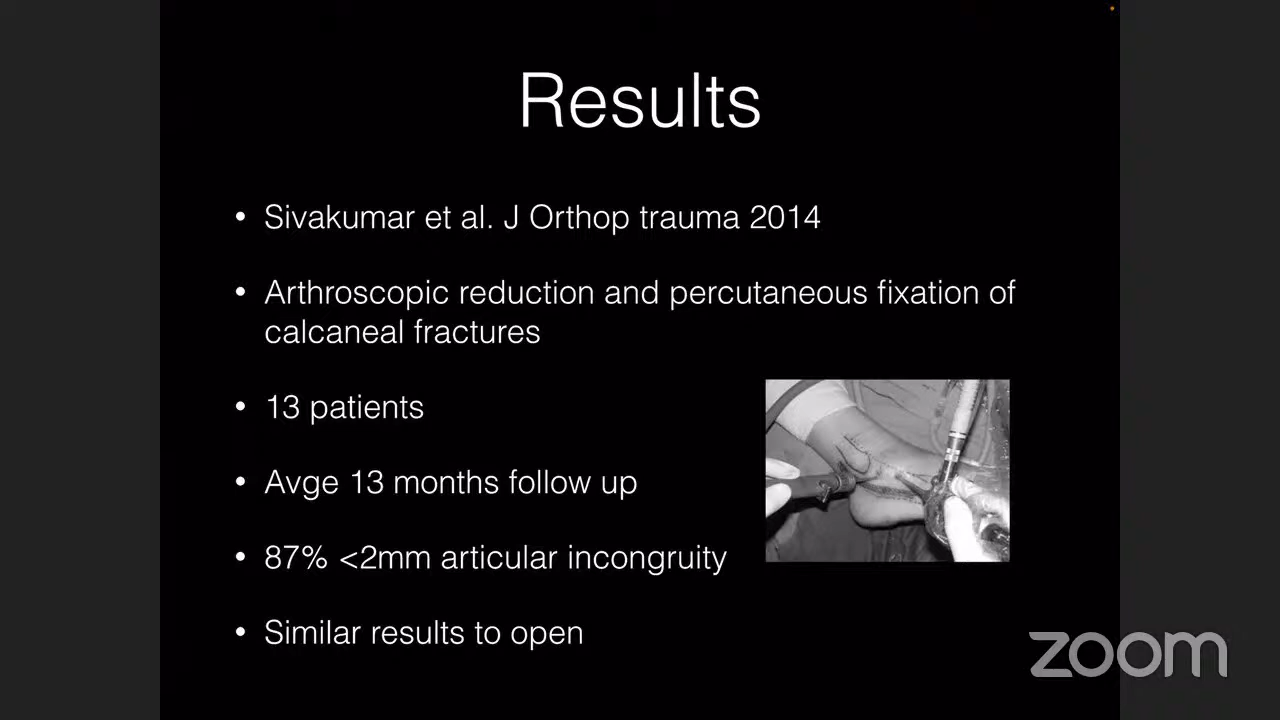 Results
• Sivakumar et al. J Orthop trauma 2014
• Arthroscopic reduction and percutaneous fixation of
calcaneal fractures
• 13 patients
• Avge 13 months follow up
• 87% <2mm articular incongruity
• Similar results to open
zoom